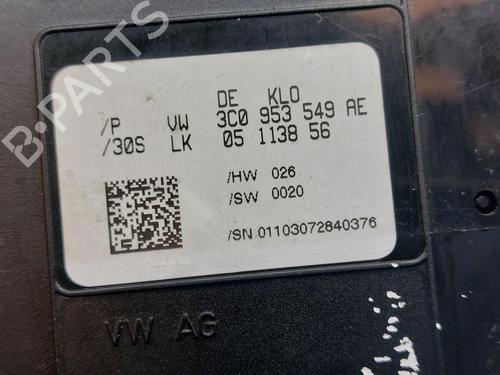 DE KLO
/P VW 3C0 953 549 AE
/30S LK 05 1138 56
/HW 026
/SW 0020
/SN 01103072840376
VW AG
B-PARTS